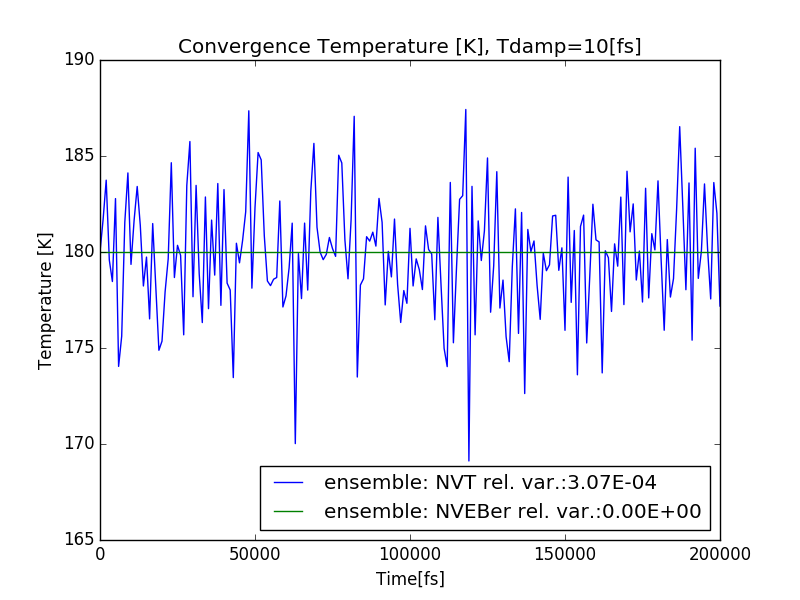 Convergence Temperature [K], Tdamp=10[fs]
190
185
180
175
170
165
Temperature [K]
ensemble: NVT rel. var.:3.07E-04
ensemble: NVEBer rel. var.:0.00E+00
0
50000
100000
150000
200000
Time[fs]